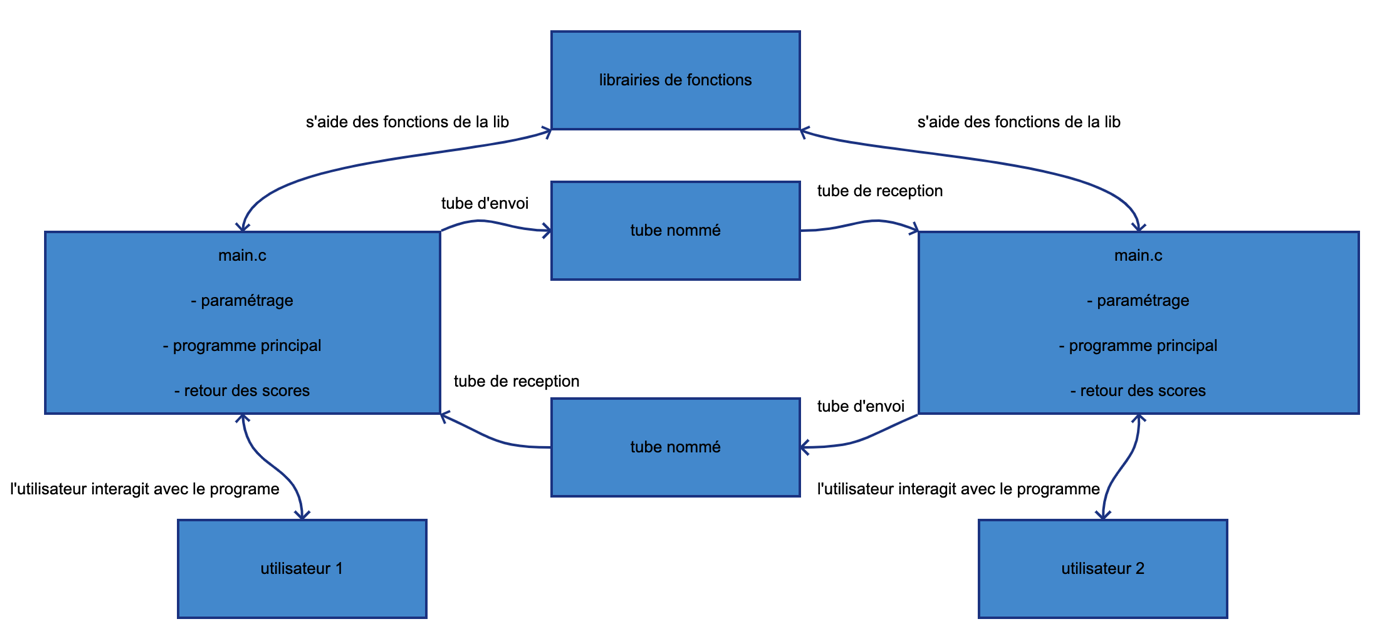 librairies de fonctions
s'aide des fonctions de la lib
s'aide des fonctions de la lib
tube d'envoi
tube nommé
tube de reception
main.c
- paramétrage
- programme principal
- retour des scores
main.c
- paramétrage
- programme principal
- retour des scores
tube de reception
tube nommé
tube d'envoi
l'utilisateur interagit avec le programe
l'utilisateur interagit avec le programme
utilisateur 1
utilisateur 2